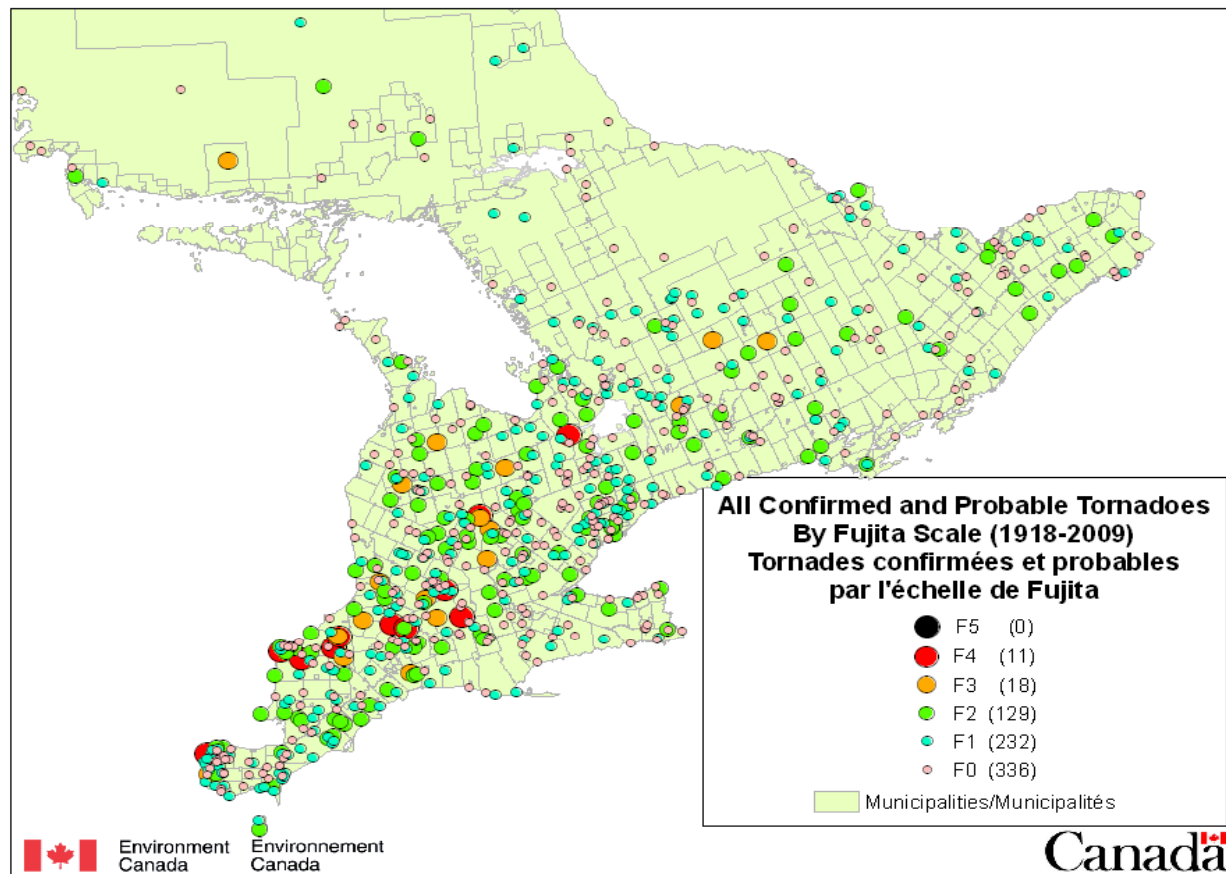 All Confirmed and Probable Tornadoes
By Fujita Scale (1918-2009)
Tornades confirmées et probables
par l'échelle de Fujita
F5 (0)
F4 (11)
F3 (18)
F2 (129)
F1 (232)
F0 (336)
Municipalities/Municipalités
Environment Environnement
Canada Canada
Canada